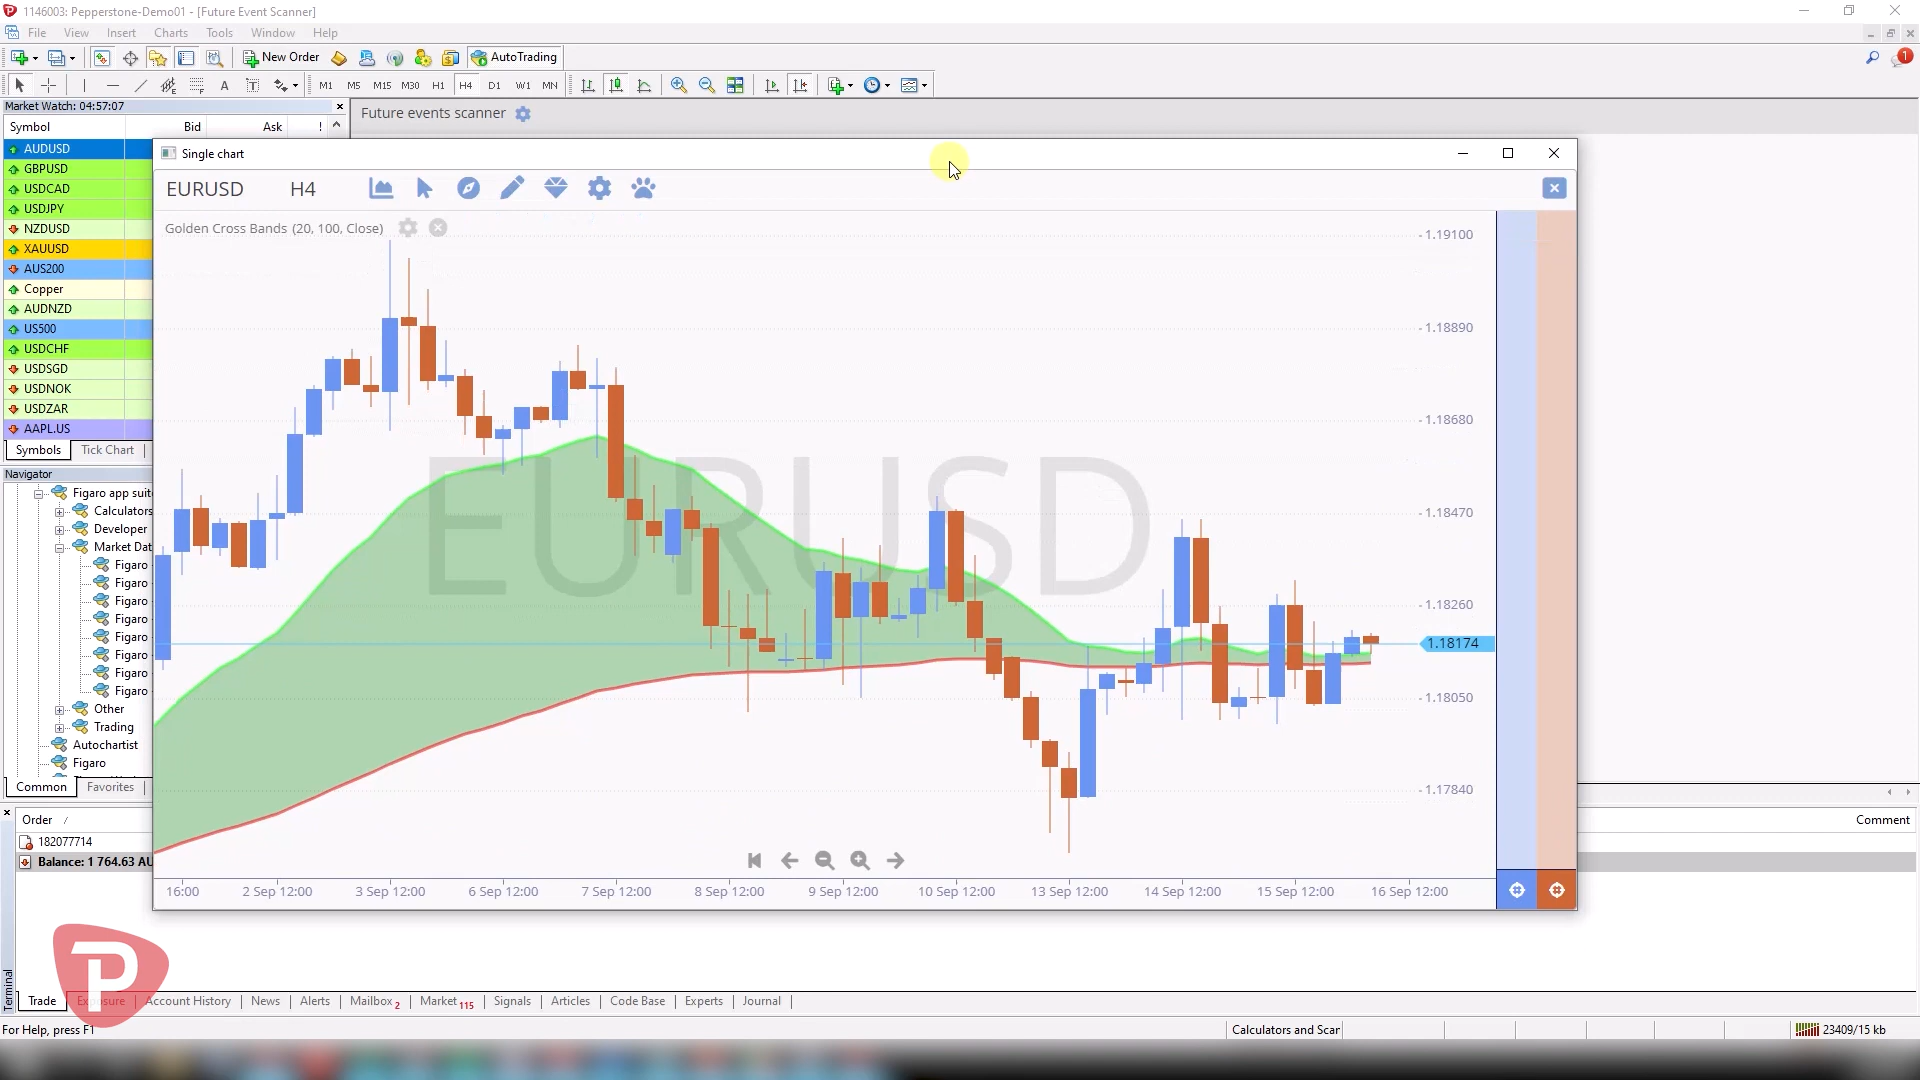 1146003: Pepperstone-Demo01 - [Future Event Scanner]
File View Insert Charts Tools Window Help
New Order AutoTrading 1
A T M1 M5 M15 M30 H1 H4 D1 W1 MN
Market Watch: 04:57:07
Symbol Bid Ask !
AUDUSD
GBPUSD
USDCAD
USDJPY
NZDUSD
XAUUSD
AUS200
Copper
AUDNZD
US500
USDCHF
USDSGD
USDNOK
USDZAR
AAPL.US
Symbols Tick Chart
Navigator
Figaro app suit
Calculators
Developer
Market Dat
Figaro
Figaro
Figaro
Figaro
Figaro
Figaro
Figaro
Figaro
Other
Trading
Autochartist
Figaro
Common Favorites
Future events scanner
Single chart
EURUSD H4
Golden Cross Bands (20, 100, Close)
EURUSD
1.19100
1.18890
1.18680
1.18470
1.18260
1.18174
1.18050
1.17840
16:00 2 Sep 12:00 3 Sep 12:00 6 Sep 12:00 7 Sep 12:00 8 Sep 12:00 9 Sep 12:00 10 Sep 12:00 13 Sep 12:00 14 Sep 12:00 15 Sep 12:00 16 Sep 12:00
Order / Comment
182077714
Balance: 1 764.63 AU
P
Terminal
Trade Exposure Account History News Alerts Mailbox 2 Market 115 Signals Articles Code Base Experts Journal
For Help, press F1 Calculators and Scar 23409/15 kb